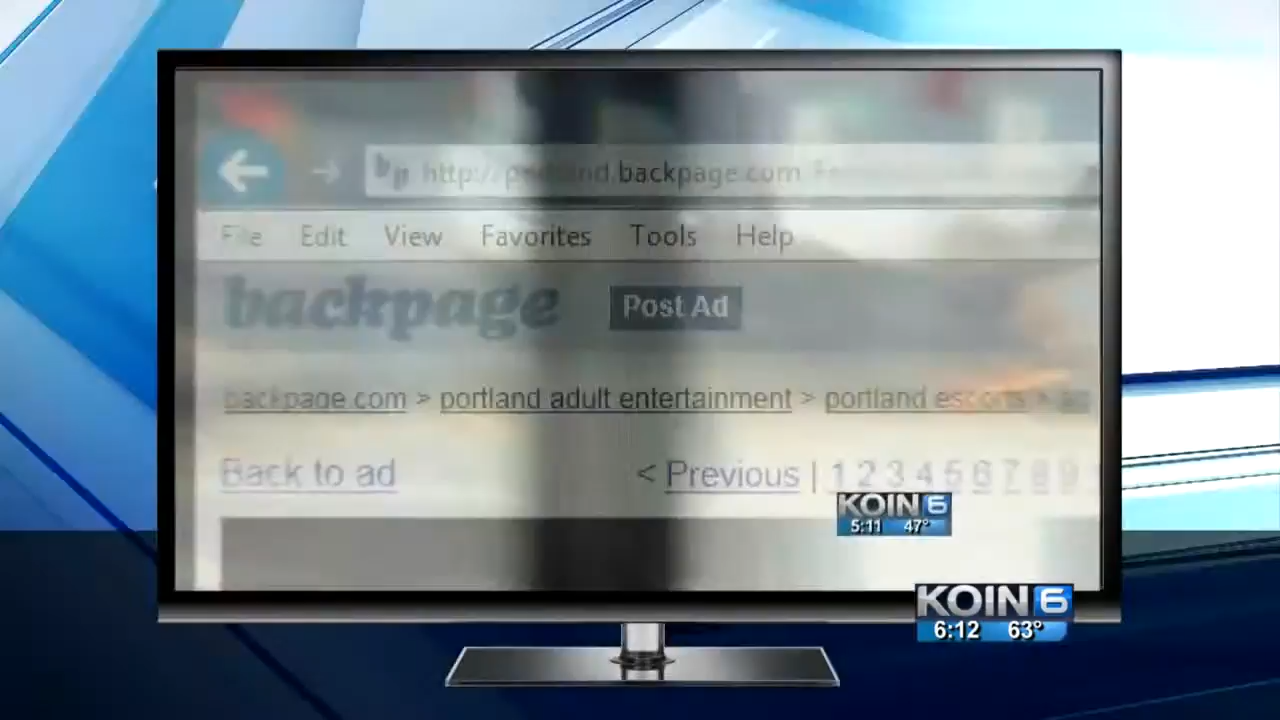 http://portland.backpage.com
File Edit View Favorites Tools Help
backpage Post Ad
backpage.com > portland adult entertainment > portland escorts >
Back to ad < Previous | 1 2 3 4 5 6 7 8 9
KOIN 6
5:11 47°
KOIN 6
6:12 63°